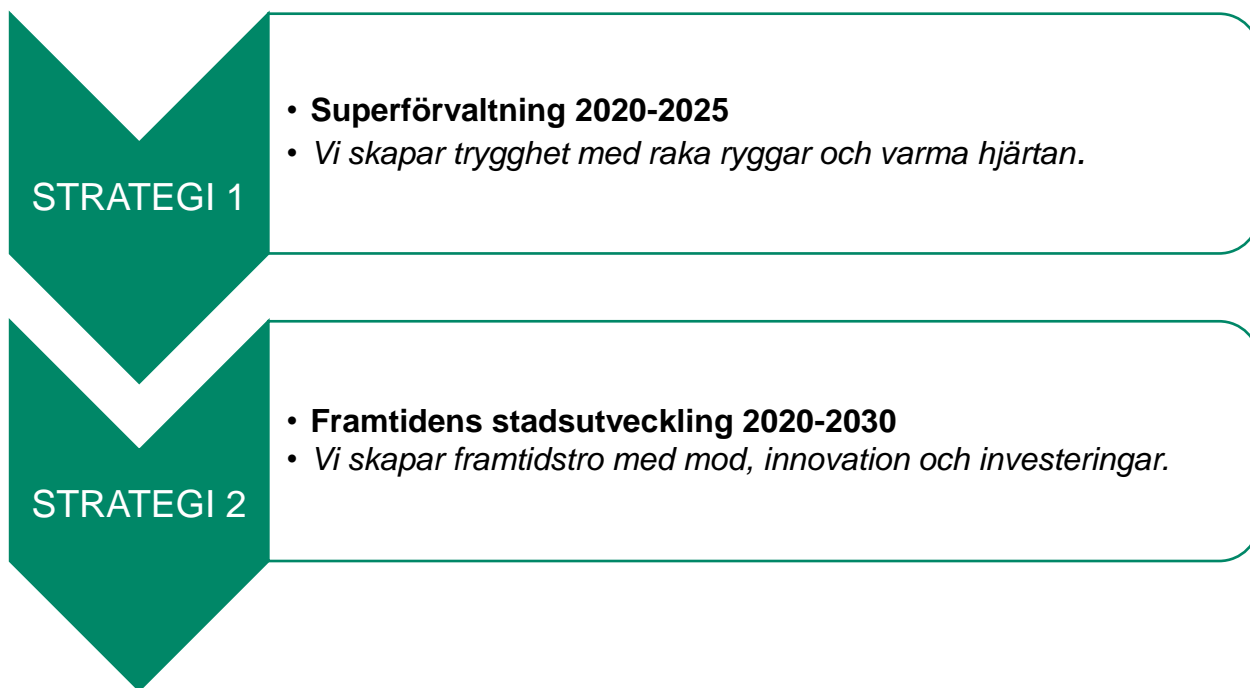 STRATEGI 1
• Superförvaltning 2020-2025
• Vi skapar trygghet med raka ryggar och varma hjärtan.
STRATEGI 2
• Framtidens stadsutveckling 2020-2030
• Vi skapar framtidstro med mod, innovation och investeringar.